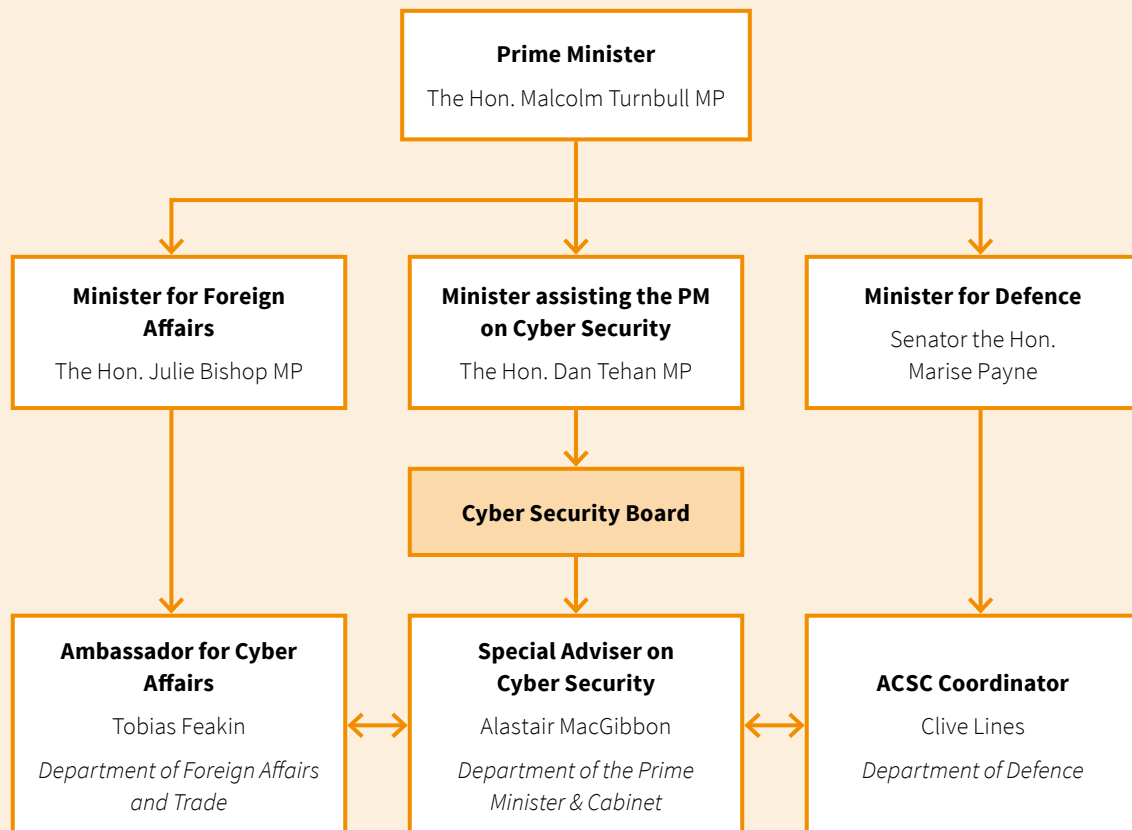 Prime Minister
The Hon. Malcolm Turnbull MP
Minister for Foreign
Affairs
The Hon. Julie Bishop MP
Minister assisting the PM
on Cyber Security
The Hon. Dan Tehan MP
Minister for Defence
Senator the Hon.
Marise Payne
Cyber Security Board
Ambassador for Cyber
Affairs
Tobias Feakin
Department of Foreign Affairs
and Trade
Special Adviser on
Cyber Security
Alastair MacGibbon
Department of the Prime
Minister & Cabinet
ACSC Coordinator
Clive Lines
Department of Defence